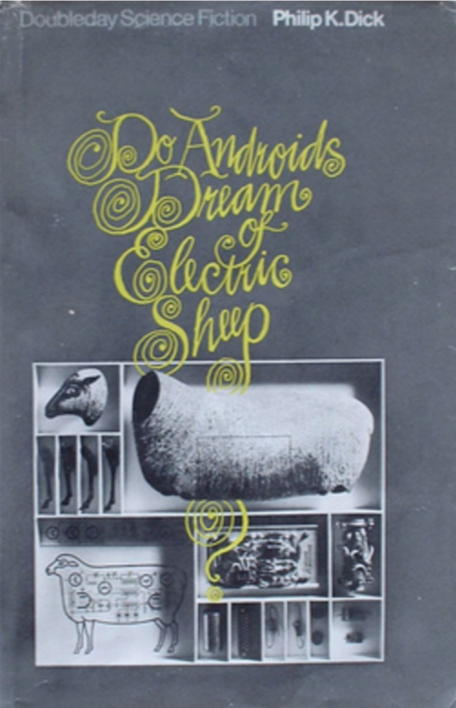 Doubleday Science Fiction Philip K. Dick
Do Androids
Dream
of
Electric
Sheep
?